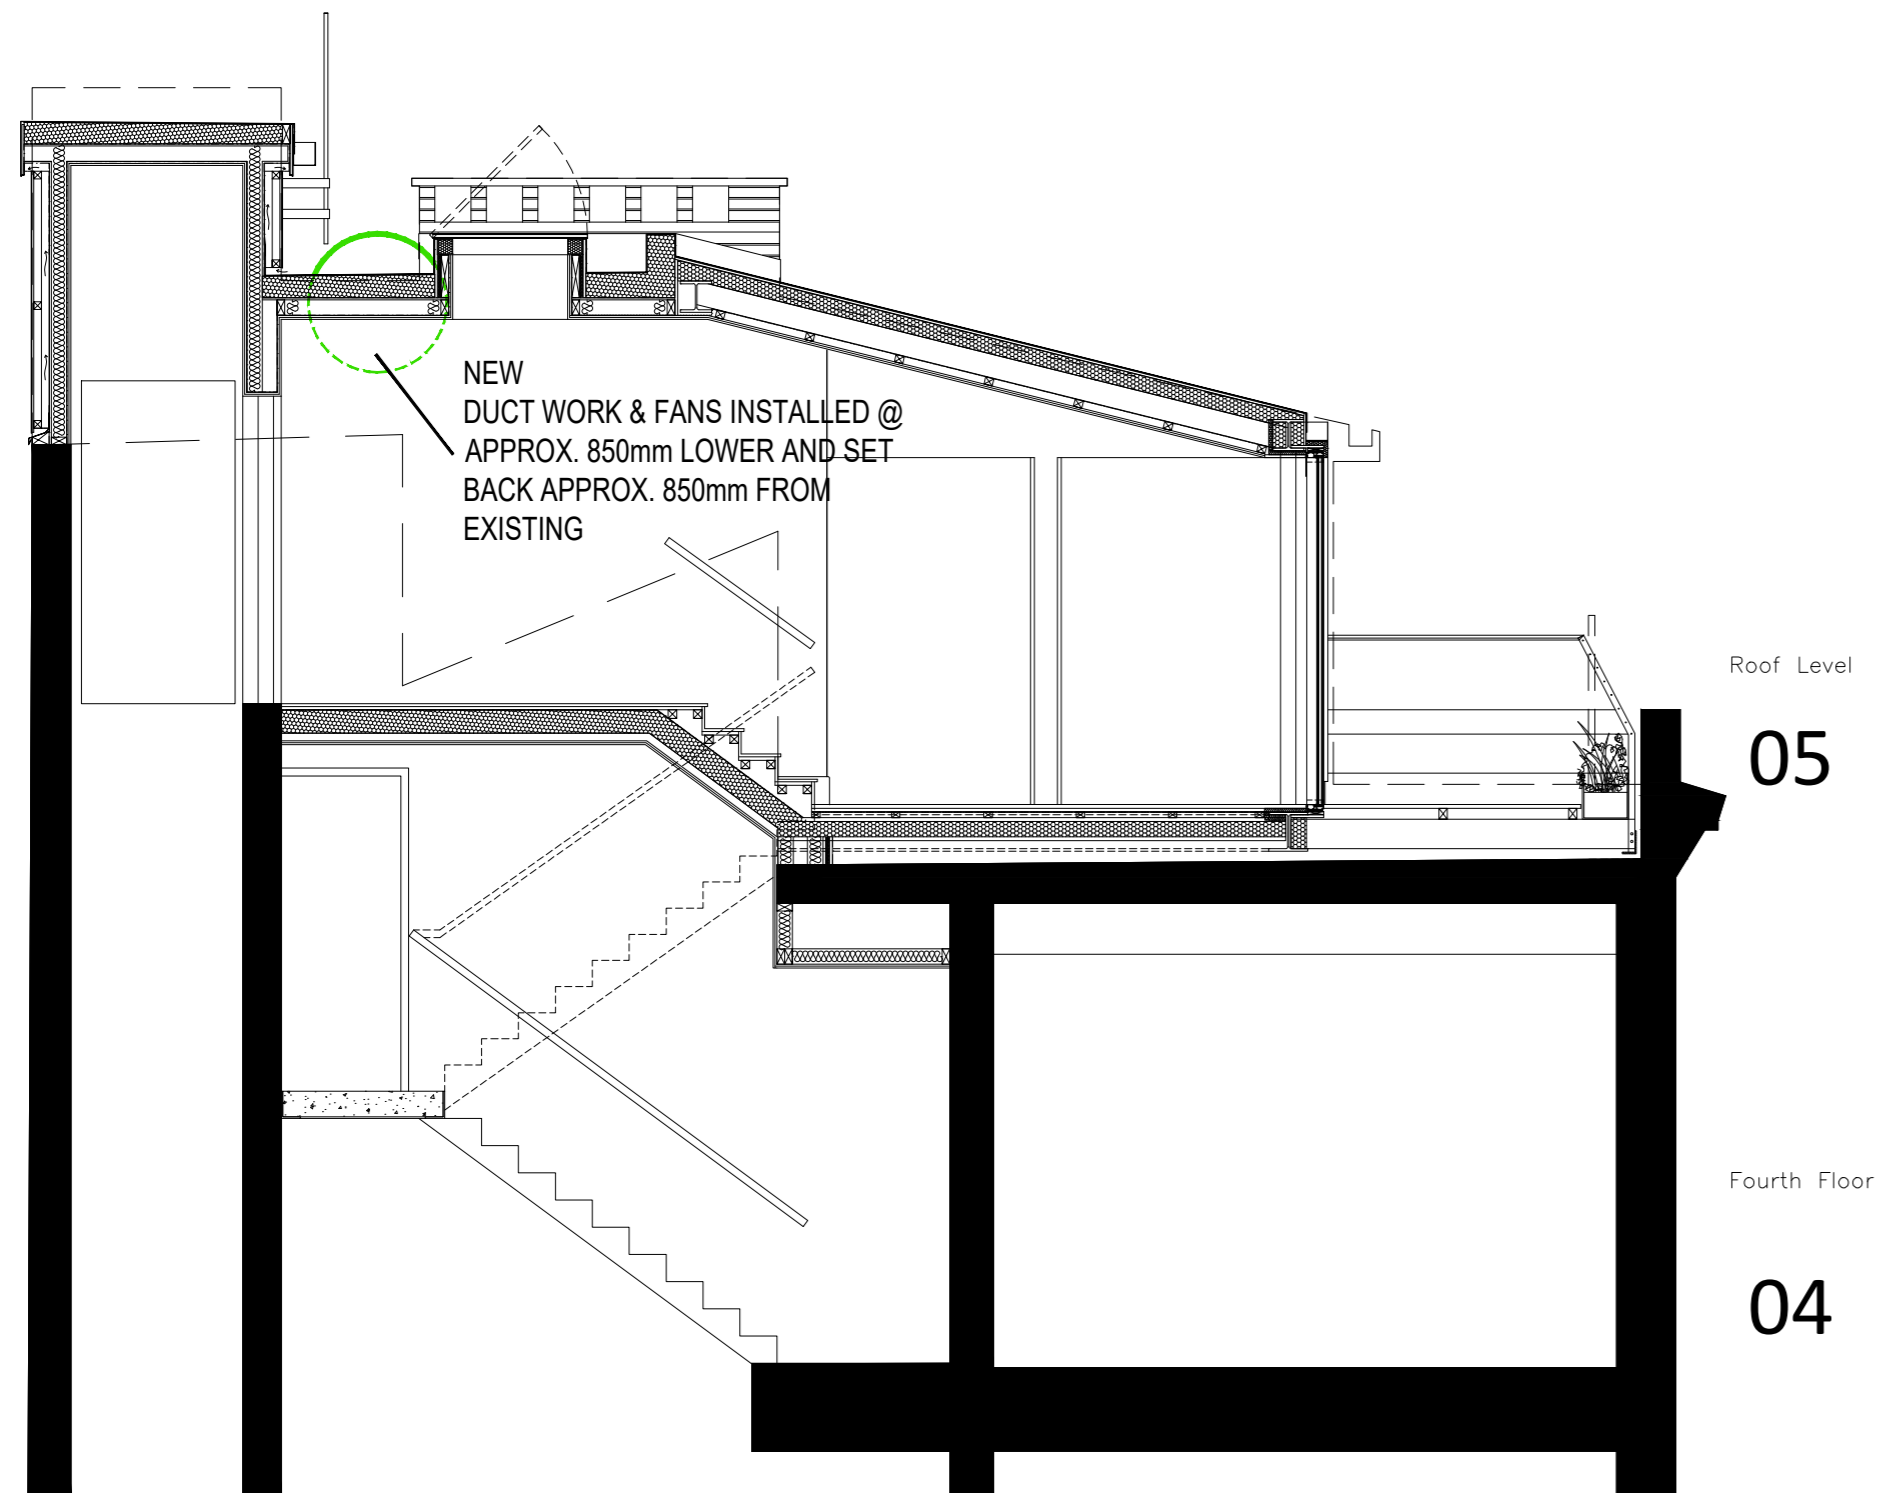 NEW
DUCT WORK & FANS INSTALLED @
APPROX. 850mm LOWER AND SET
BACK APPROX. 850mm FROM
EXISTING
Roof Level
05
Fourth Floor
04